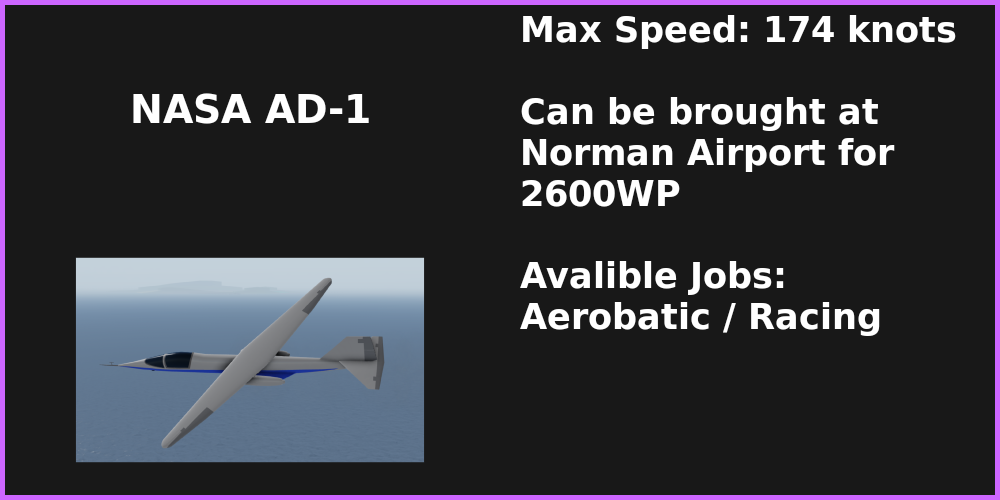 NASA AD-1
Max Speed: 174 knots
Can be brought at
Norman Airport for
2600WP
Avalible Jobs:
Aerobatic / Racing